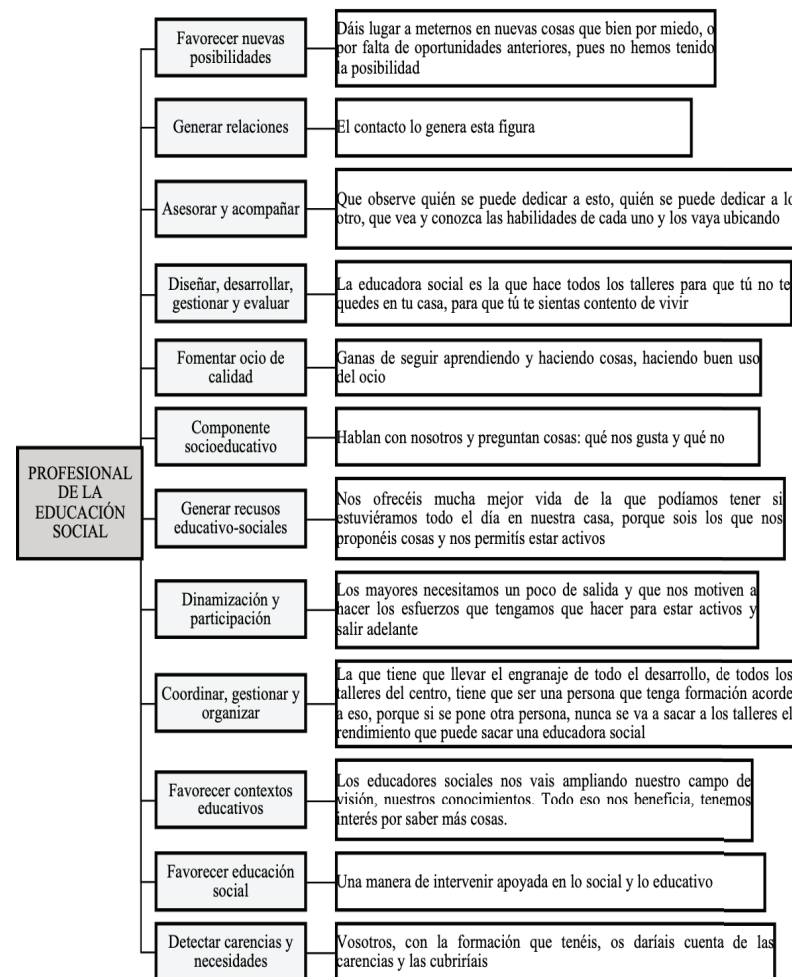 Favorecer nuevas
posibilidades
Dáis lugar a meternos en nuevas cosas que bien por miedo, o
por falta de oportunidades anteriores, pues no hemos tenido
la posibilidad
Generar relaciones
El contacto lo genera esta figura
Asesorar y acompañar
Que observe quién se puede dedicar a esto, quién se puede dedicar a lo
otro, que vea y conozca las habilidades de cada uno y los vaya ubicando
Diseñar, desarrollar,
gestionar y evaluar
La educadora social es la que hace todos los talleres para que tú no te
quedes en tu casa, para que tú te sientas contento de vivir
Fomentar ocio de
calidad
Ganas de seguir aprendiendo y haciendo cosas, haciendo buen uso
del ocio
Componente
socioeducativo
Hablan con nosotros y preguntan cosas: qué nos gusta y qué no
PROFESIONAL
DE LA
EDUCACIÓN
SOCIAL
Generar recusos
educativo-sociales
Nos ofrecéis mucha mejor vida de la que podíamos tener si
estuviéramos todo el día en nuestra casa, porque sois los que nos
proponéis cosas y nos permitís estar activos
Dinamización y
participación
Los mayores necesitamos un poco de salida y que nos motiven a
hacer los esfuerzos que tengamos que hacer para estar activos y
salir adelante
Coordinar, gestionar y
organizar
La que tiene que llevar el engranaje de todo el desarrollo, de todos los
talleres del centro, tiene que ser una persona que tenga formación acorde
a eso, porque si se pone otra persona, nunca se va a sacar a los talleres el
rendimiento que puede sacar una educadora social
Favorecer contextos
educativos
Los educadores sociales nos vais ampliando nuestro campo de
visión, nuestros conocimientos. Todo eso nos beneficia, tenemos
interés por saber más cosas.
Favorecer educación
social
Una manera de intervenir apoyada en lo social y lo educativo
Detectar carencias y
necesidades
Vosotros, con la formación que tenéis, os daríais cuenta de las
carencias y las cubriríais